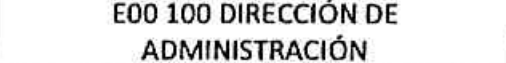 E00 100 DIRECCIÓN DE
ADMINISTRACIÓN